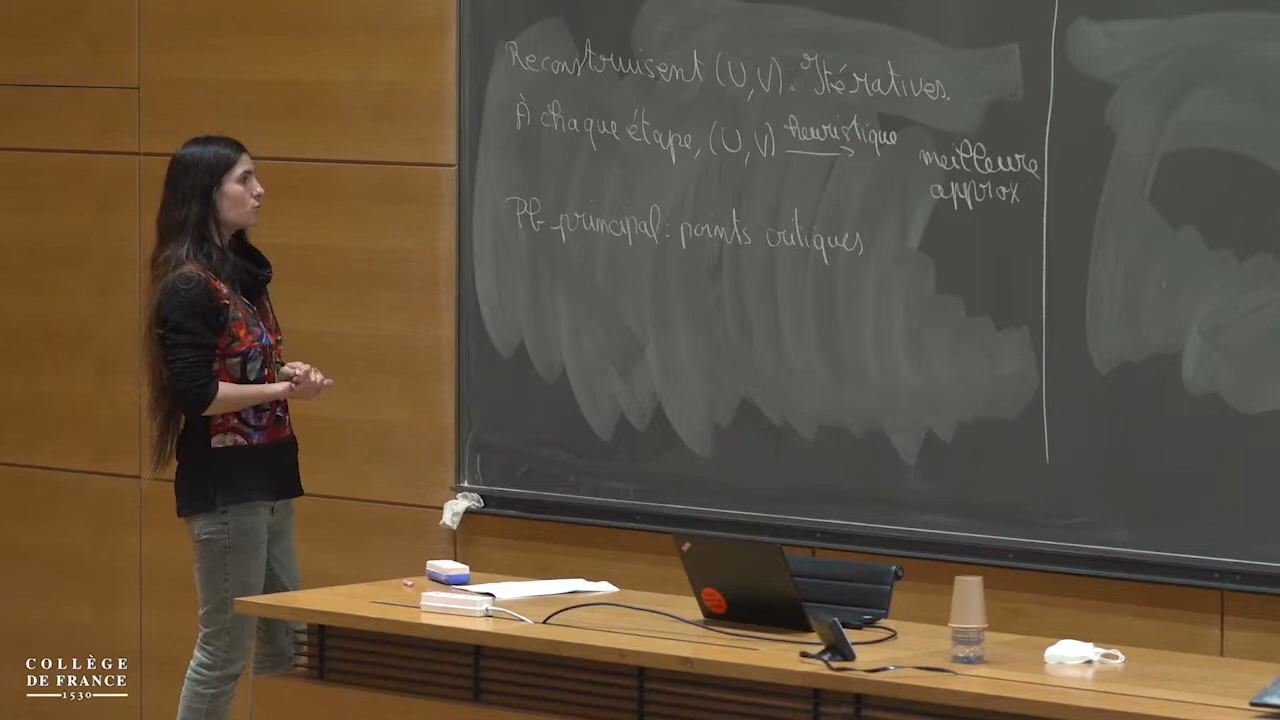 Reconstruisent (U,V). Itératives.
À chaque étape, (U,V) heuristique meilleure
approx
Pb principal : points critiques
COLLÈGE
DE FRANCE
1530